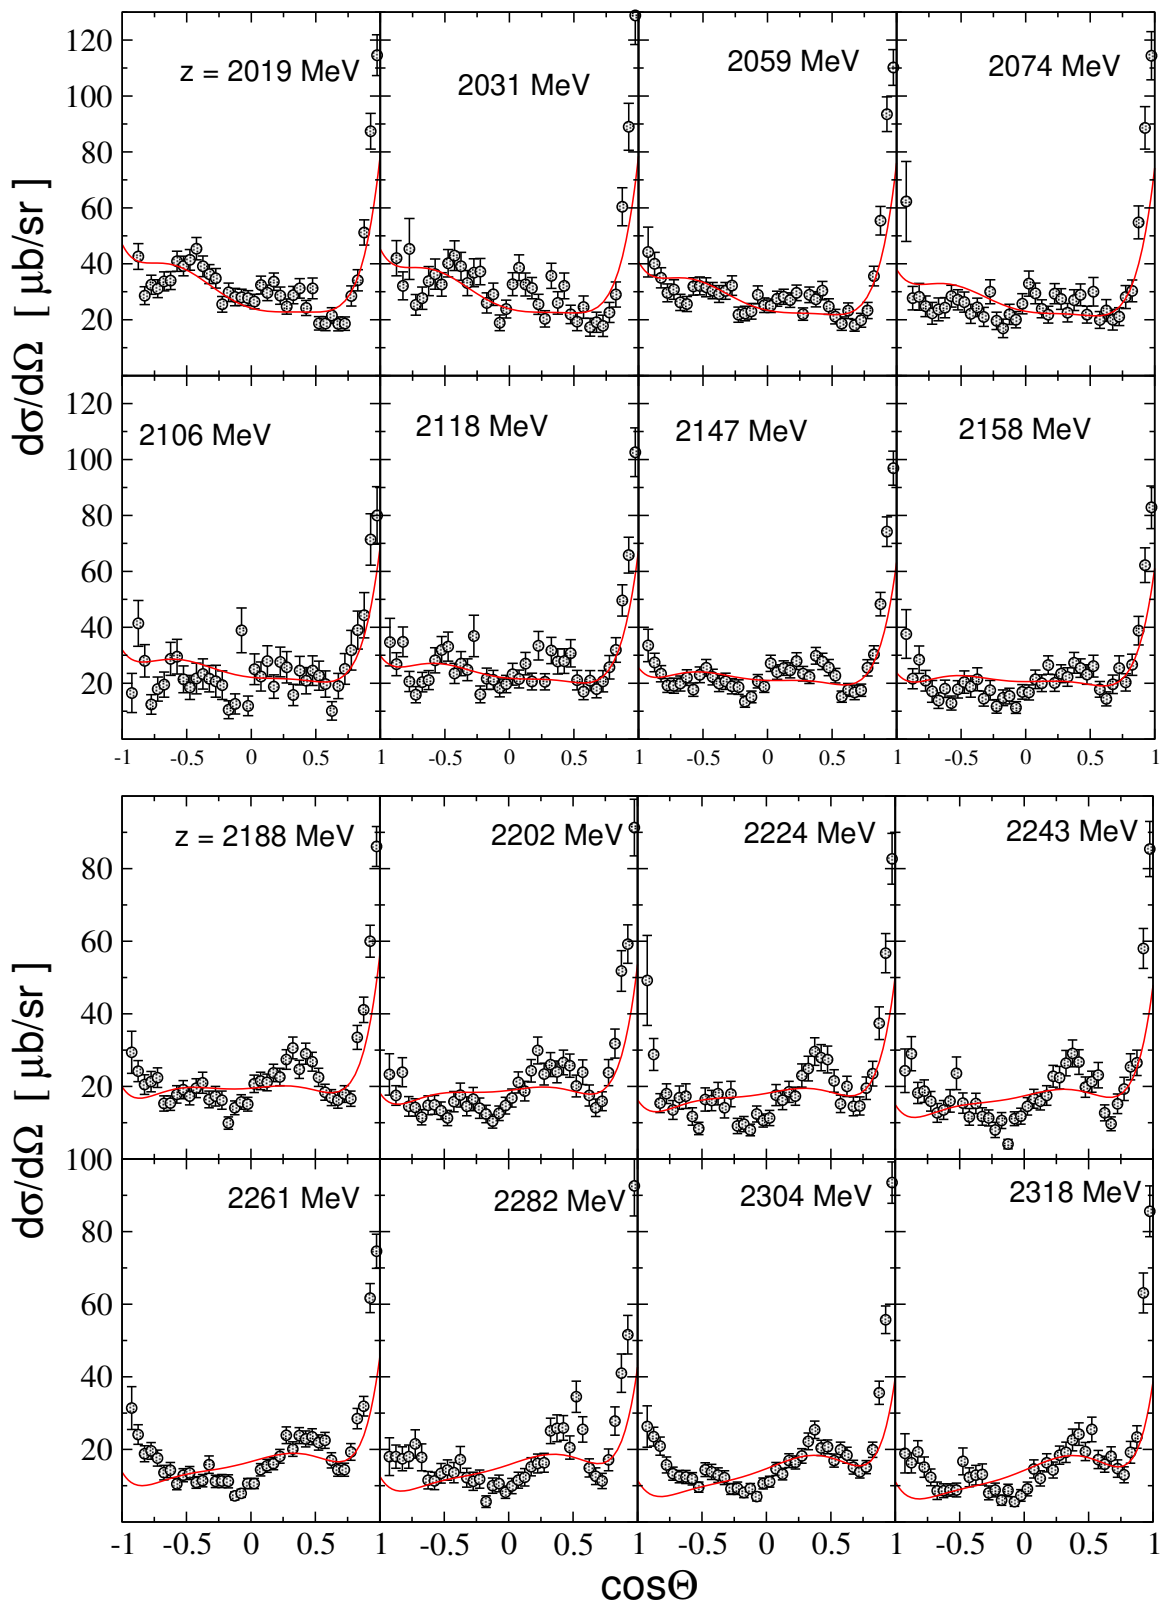 z = 2019 MeV
2031 MeV
2059 MeV
2074 MeV
120
100
80
60
40
20
dσ/dΩ [ μb/sr ]
2106 MeV
2118 MeV
2147 MeV
2158 MeV
120
100
80
60
40
20
-1 -0.5 0 0.5 -1 -0.5 0 0.5 -1 -0.5 0 0.5 -1 -0.5 0 0.5 1
z = 2188 MeV
2202 MeV
2224 MeV
2243 MeV
80
60
40
20
dσ/dΩ [ μb/sr ]
2261 MeV
2282 MeV
2304 MeV
2318 MeV
100
80
60
40
20
-1 -0.5 0 0.5 1 -0.5 0 0.5 1 -0.5 0 0.5 1 -0.5 0 0.5 1
cosΘ